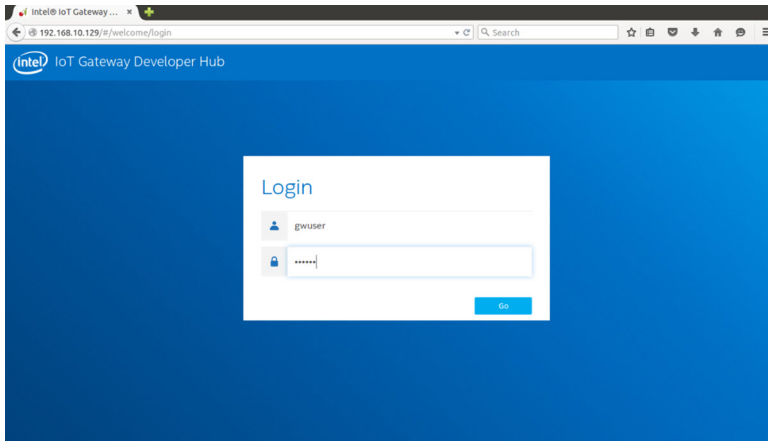 Intel® IoT Gateway ...
192.168.10.129/#/welcome/login
Search
intel IoT Gateway Developer Hub
Login
gwuser
••••••
Go